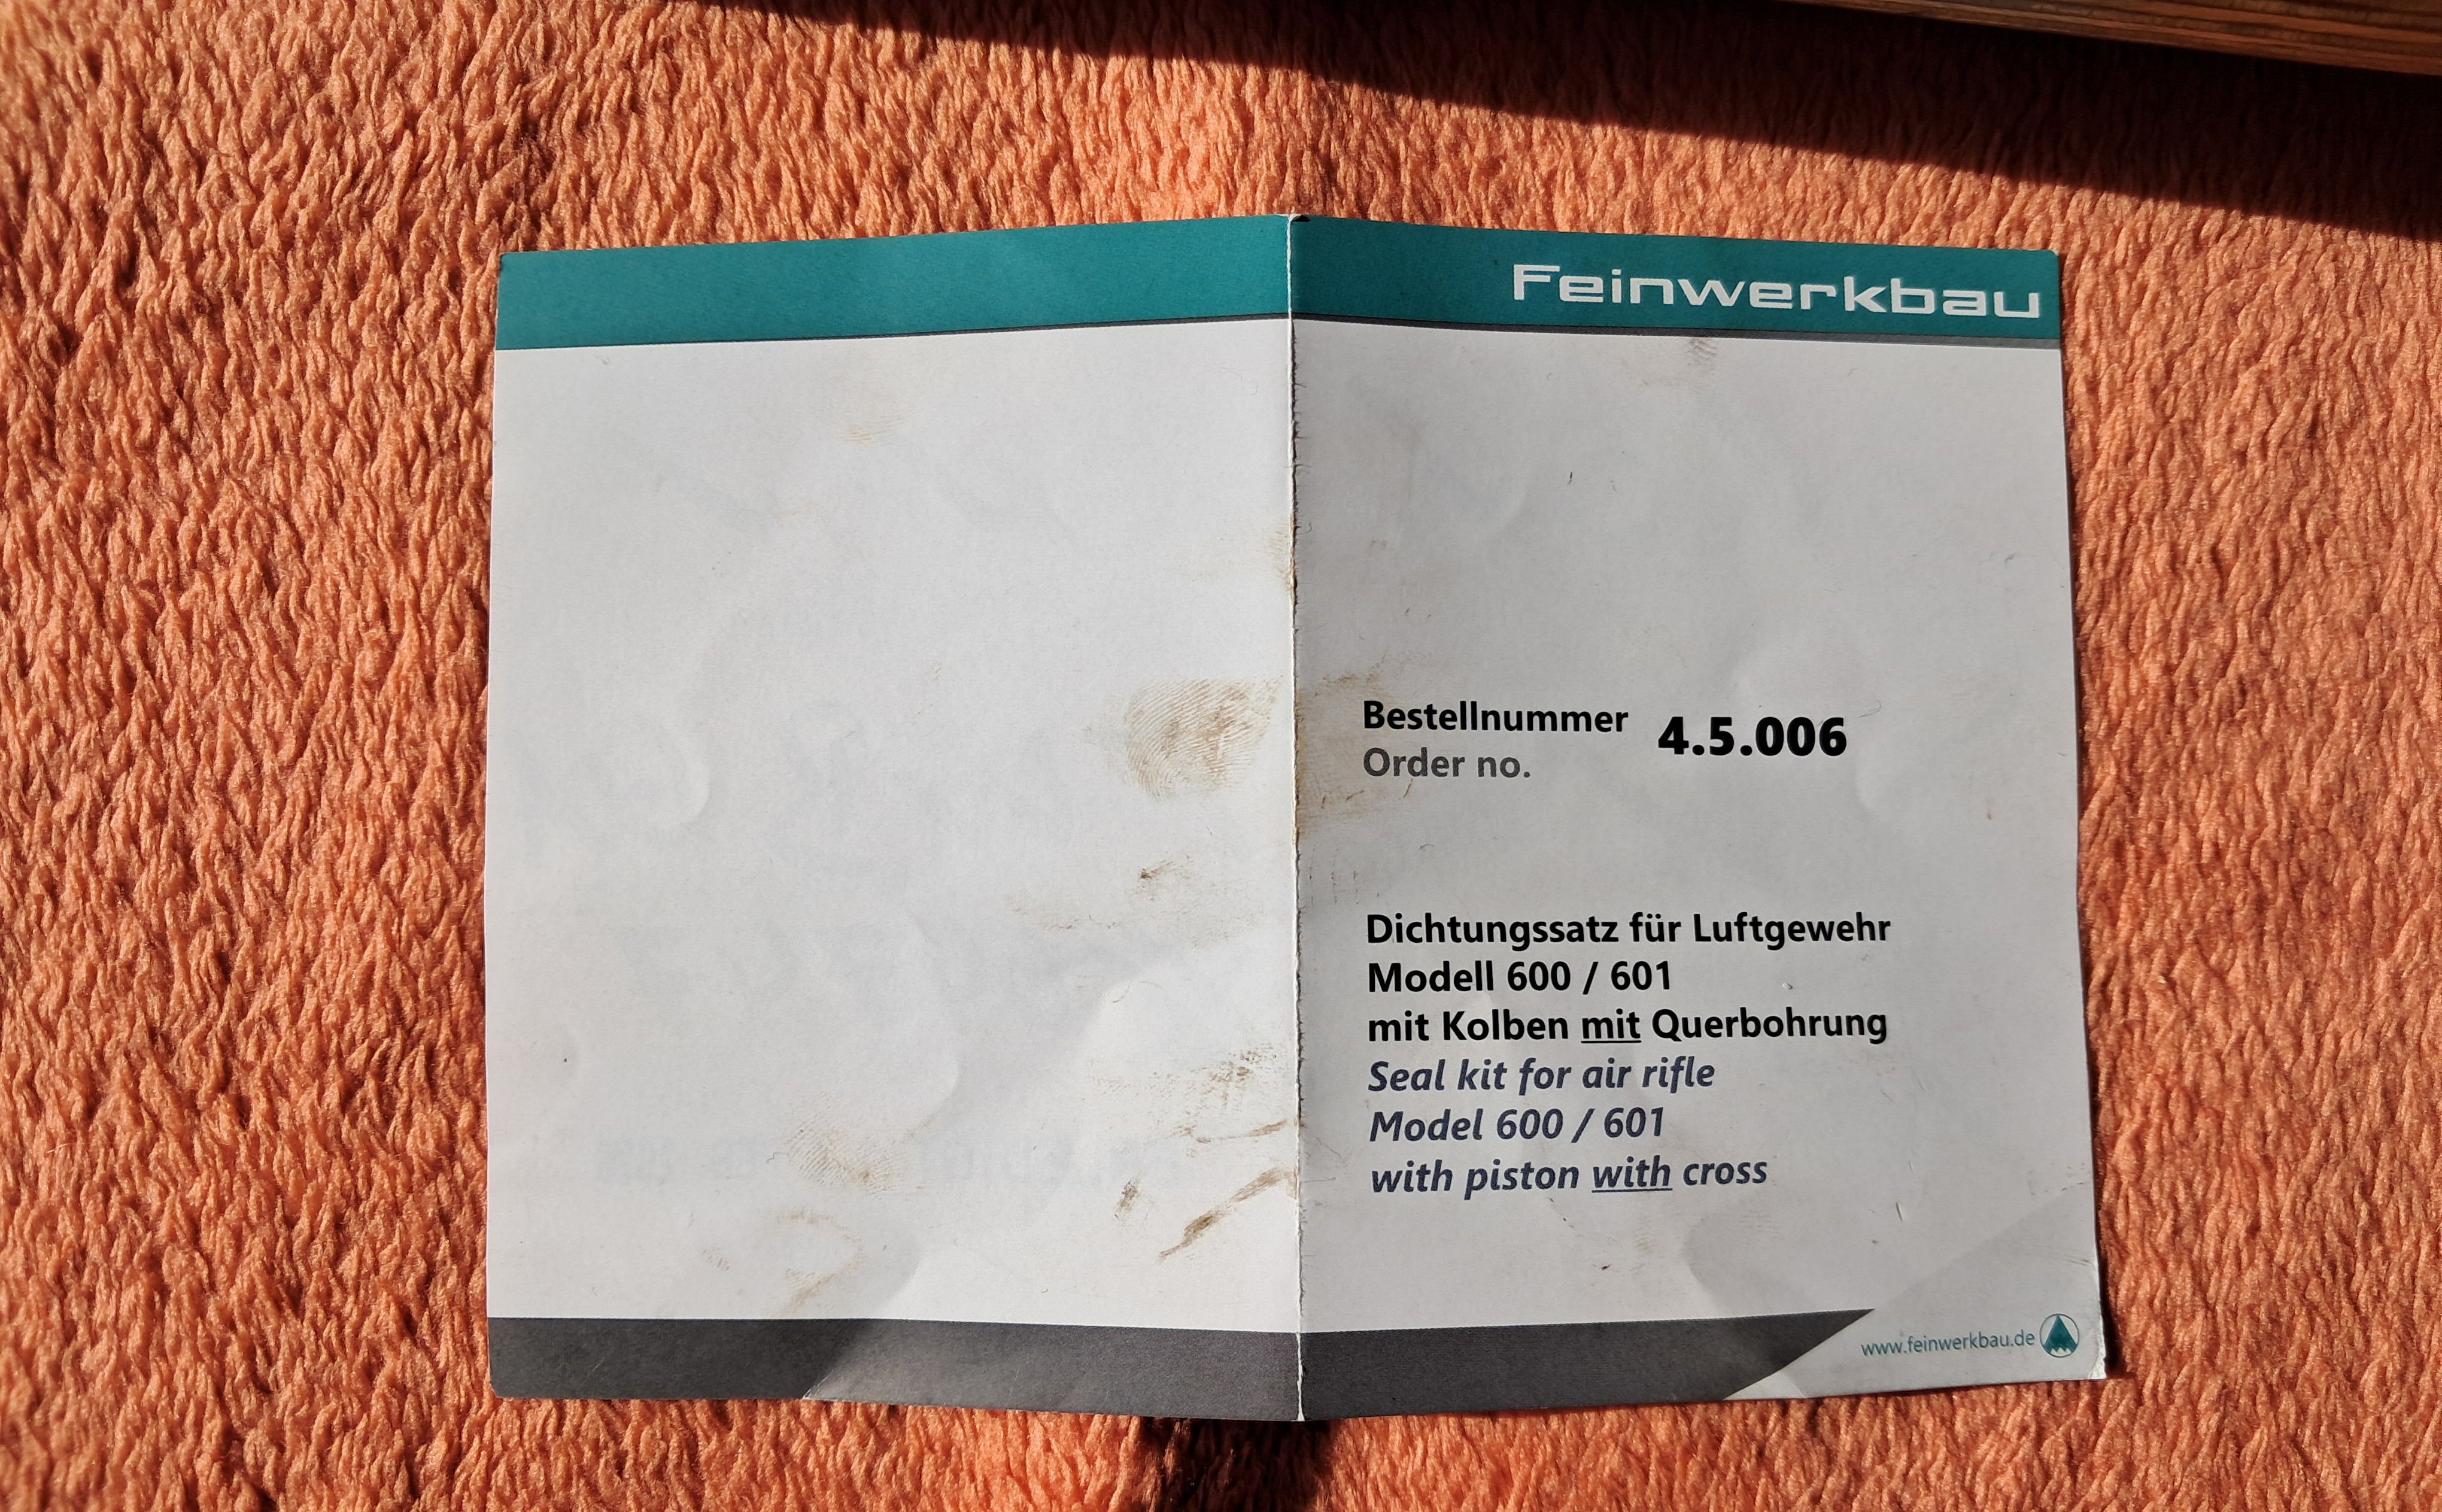 Feinwerkbau
Bestellnummer 4.5.006
Order no.
Dichtungssatz für Luftgewehr
Modell 600 / 601
mit Kolben mit Querbohrung
Seal kit for air rifle
Model 600 / 601
with piston with cross
www.feinwerkbau.de